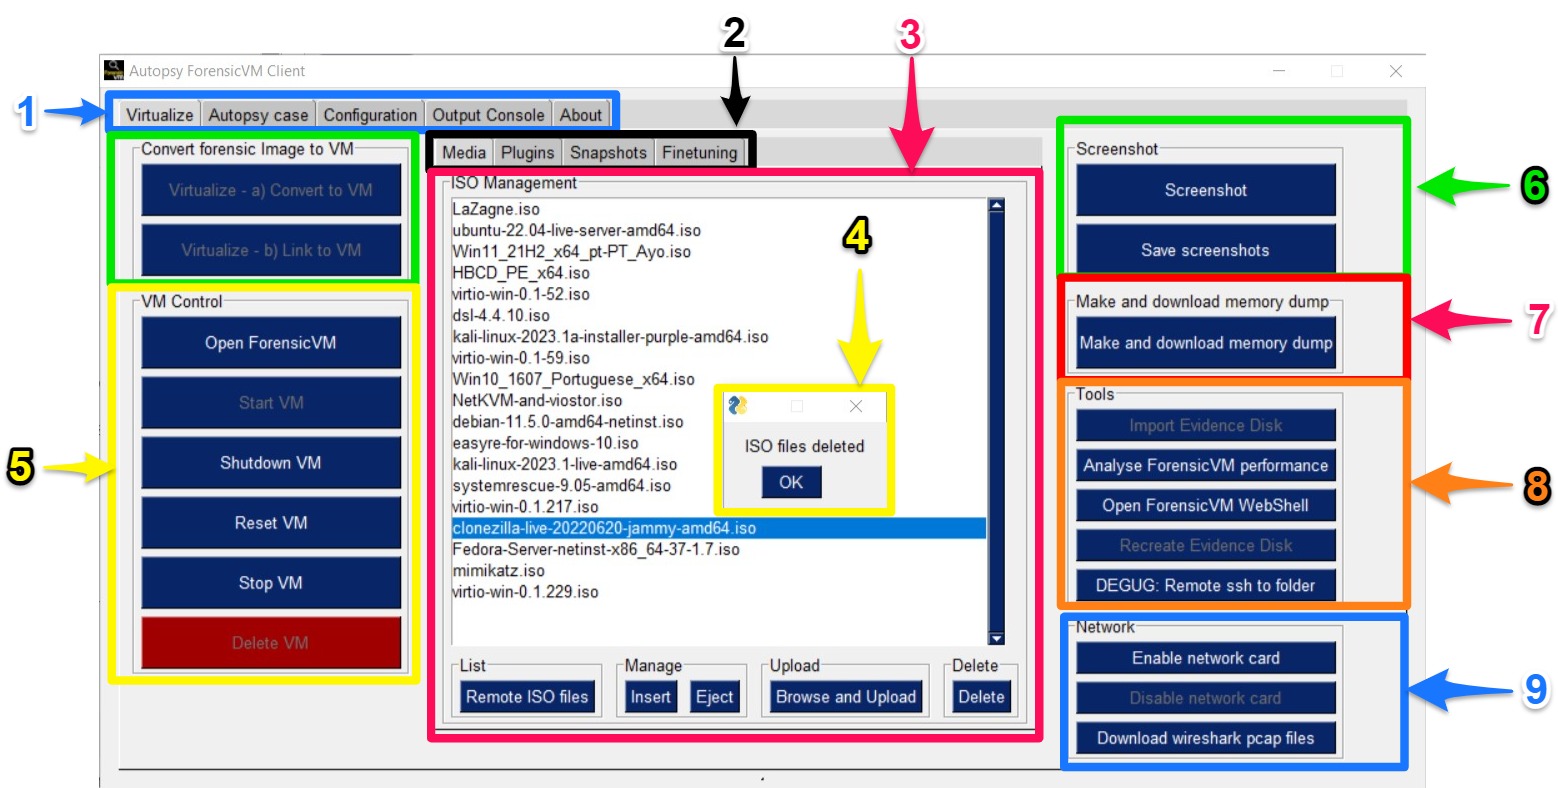 2
3
Autopsy ForensicVM Client
1
Virtualize
Autopsy case
Configuration
Output Console
About
Convert forensic Image to VM
Virtualize - a) Convert to VM
Virtualize - b) Link to VM
VM Control
Open ForensicVM
Start VM
Shutdown VM
Reset VM
Stop VM
Delete VM
5
Media
Plugins
Snapshots
Finetuning
ISO Management
LaZagne.iso
ubuntu-22.04-live-server-amd64.iso
Win11_21H2_x64_pt-PT_Ayo.iso
HBCD_PE_x64.iso
virtio-win-0.1-52.iso
dsl-4.4.10.iso
kali-linux-2023.1a-installer-purple-amd64.iso
virtio-win-0.1-59.iso
Win10_1607_Portuguese_x64.iso
NetKVM-and-viostor.iso
debian-11.5.0-amd64-netinst.iso
easyre-for-windows-10.iso
kali-linux-2023.1-live-amd64.iso
systemrescue-9.05-amd64.iso
virtio-win-0.1.217.iso
clonezilla-live-20220620-jammy-amd64.iso
Fedora-Server-netinst-x86_64-37-1.7.iso
mimikatz.iso
virtio-win-0.1.229.iso
4
ISO files deleted
OK
List
Remote ISO files
Manage
Insert
Eject
Upload
Browse and Upload
Delete
Delete
Screenshot
Screenshot
Save screenshots
6
Make and download memory dump
Make and download memory dump
7
Tools
Import Evidence Disk
Analyse ForensicVM performance
Open ForensicVM WebShell
Recreate Evidence Disk
DEGUG: Remote ssh to folder
8
Network
Enable network card
Disable network card
Download wireshark pcap files
9